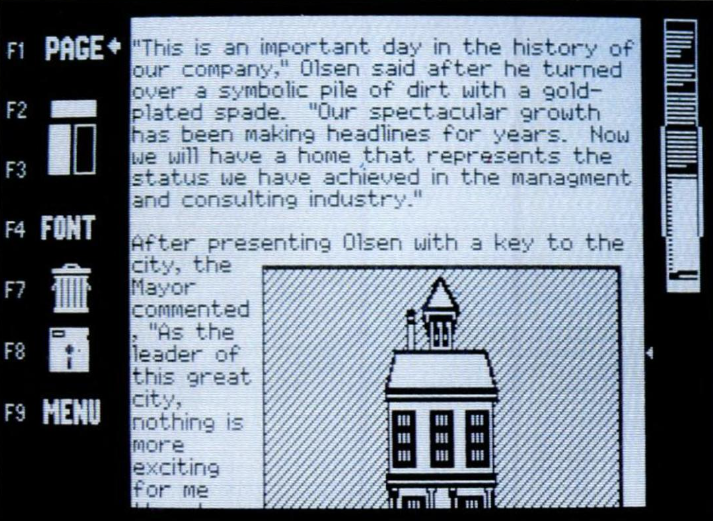 F1 PAGE
F2
F3
F4 FONT
F7
F8
F9 MENU
"This is an important day in the history of
our company," Olsen said after he turned
over a symbolic pile of dirt with a gold-
plated spade. "Our spectacular growth
has been making headlines for years. Now
we will have a home that represents the
status we have achieved in the managment
and consulting industry."
After presenting Olsen with a key to the
city, the
Mayor
commented
, "As the
leader of
this great
city,
nothing is
more
exciting
for me